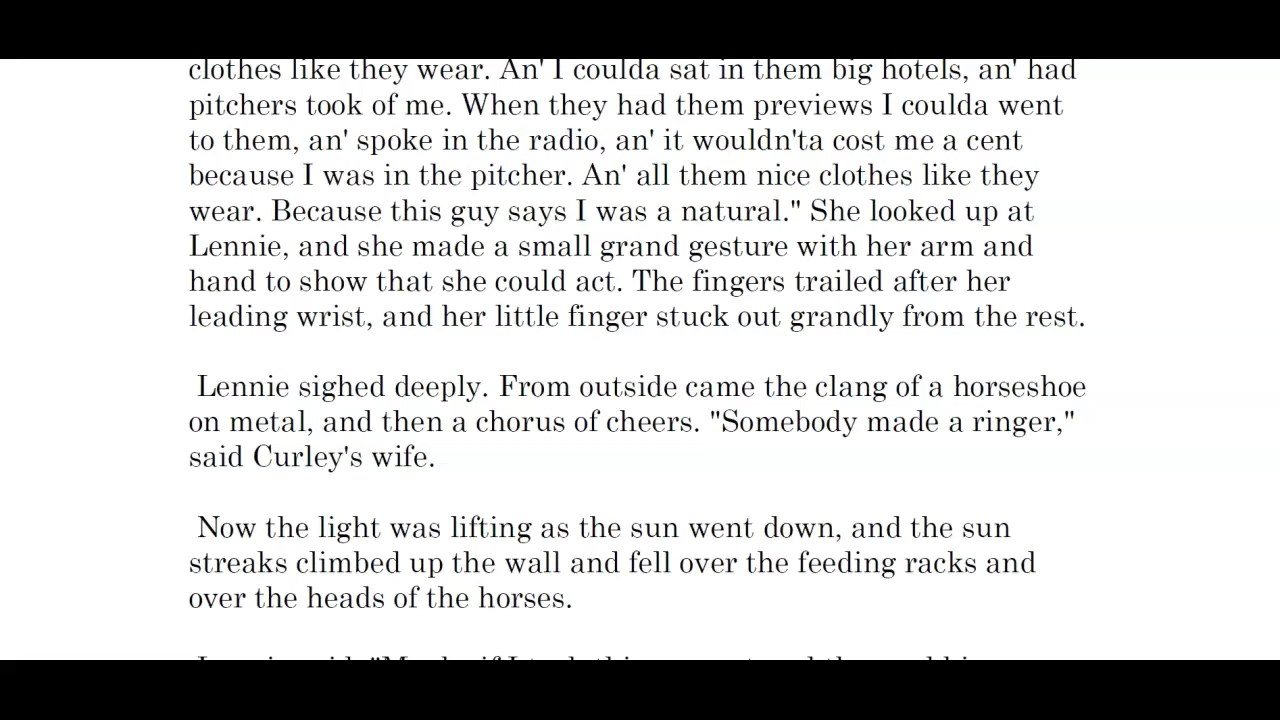 clothes like they wear. An' I coulda sat in them big hotels, an' had
pitchers took of me. When they had them previews I coulda went
to them, an' spoke in the radio, an' it wouldn'ta cost me a cent
because I was in the pitcher. An' all them nice clothes like they
wear. Because this guy says I was a natural." She looked up at
Lennie, and she made a small grand gesture with her arm and
hand to show that she could act. The fingers trailed after her
leading wrist, and her little finger stuck out grandly from the rest.
Lennie sighed deeply. From outside came the clang of a horseshoe
on metal, and then a chorus of cheers. "Somebody made a ringer,"
said Curley's wife.
Now the light was lifting as the sun went down, and the sun
streaks climbed up the wall and fell over the feeding racks and
over the heads of the horses.